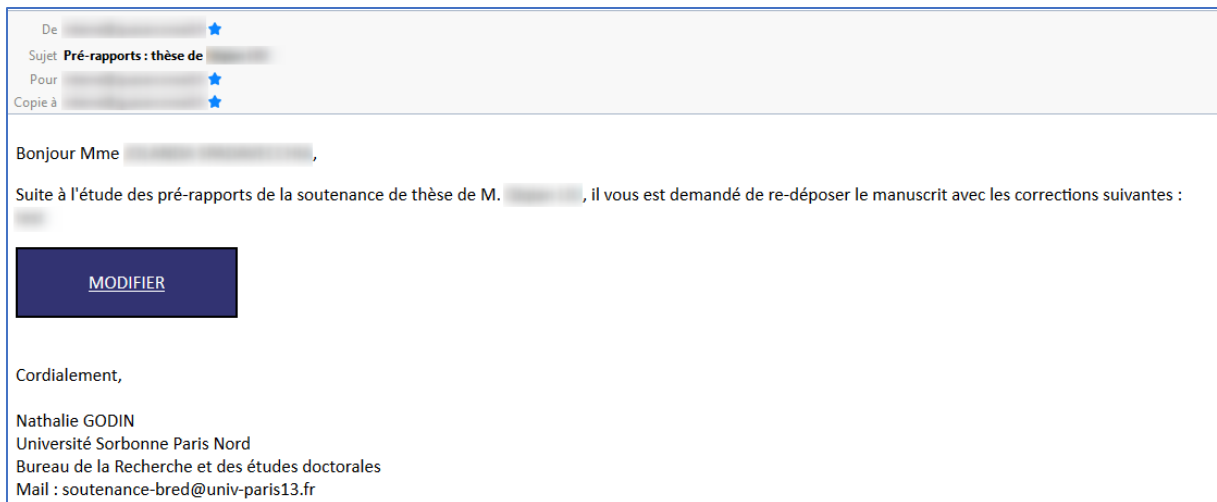 De
Sujet Pré-rapports : thèse de
Pour
Copie à
Bonjour Mme ,
Suite à l'étude des pré-rapports de la soutenance de thèse de M. , il vous est demandé de re-déposer le manuscrit avec les corrections suivantes :
MODIFIER
Cordialement,
Nathalie GODIN
Université Sorbonne Paris Nord
Bureau de la Recherche et des études doctorales
Mail : soutenance-bred@univ-paris13.fr